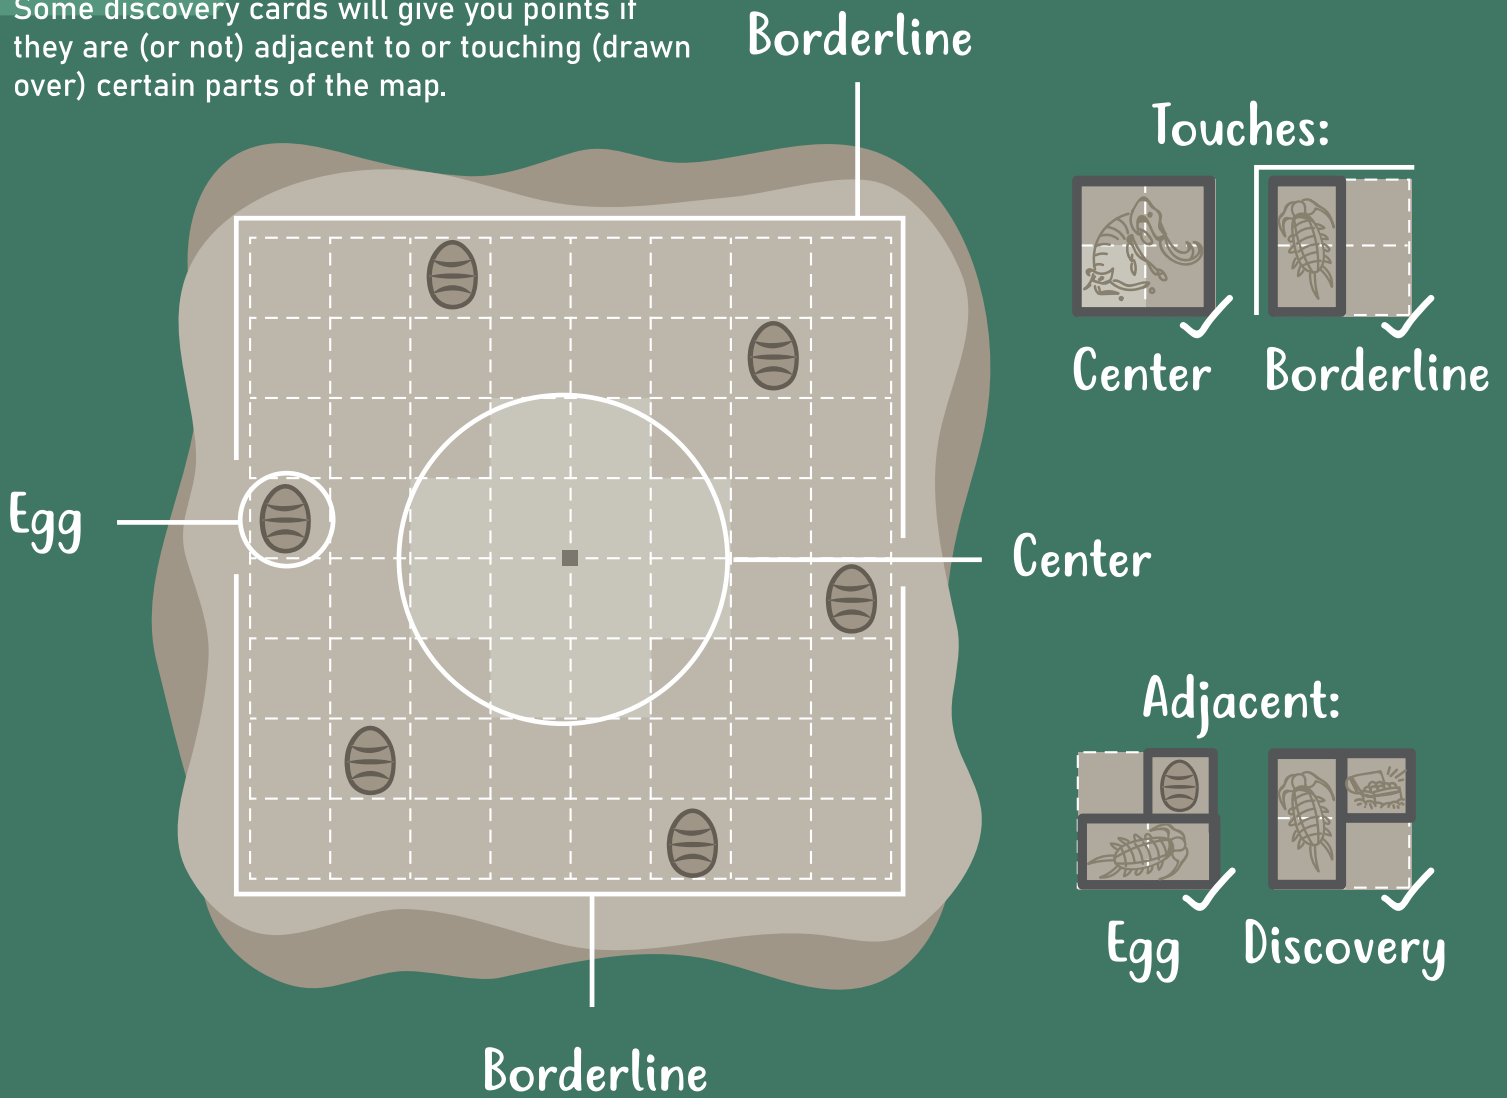 Some discovery cards will give you points if
they are (or not) adjacent to or touching (drawn
over) certain parts of the map.
Borderline
Touches:
Center
Borderline
Egg
Center
Adjacent:
Egg
Discovery
Borderline